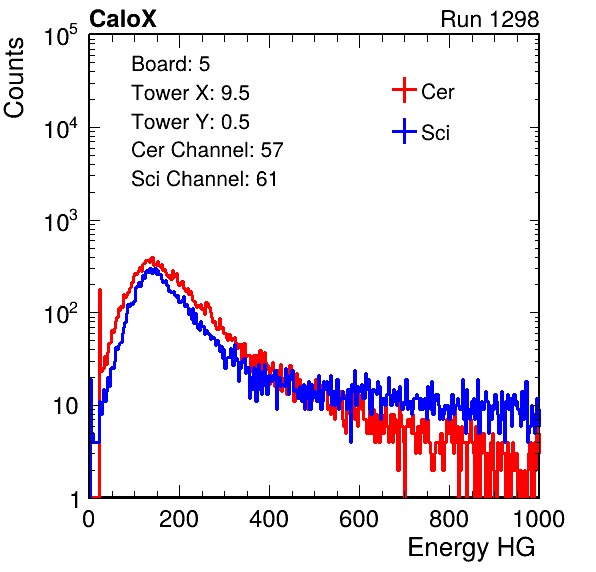 CaloX Run 1298
Counts
Board: 5
Tower X: 9.5
Tower Y: 0.5
Cer Channel: 57
Sci Channel: 61
Cer
Sci
10^5
10^4
10^3
10^2
10
1
0 200 400 600 800 1000
Energy HG